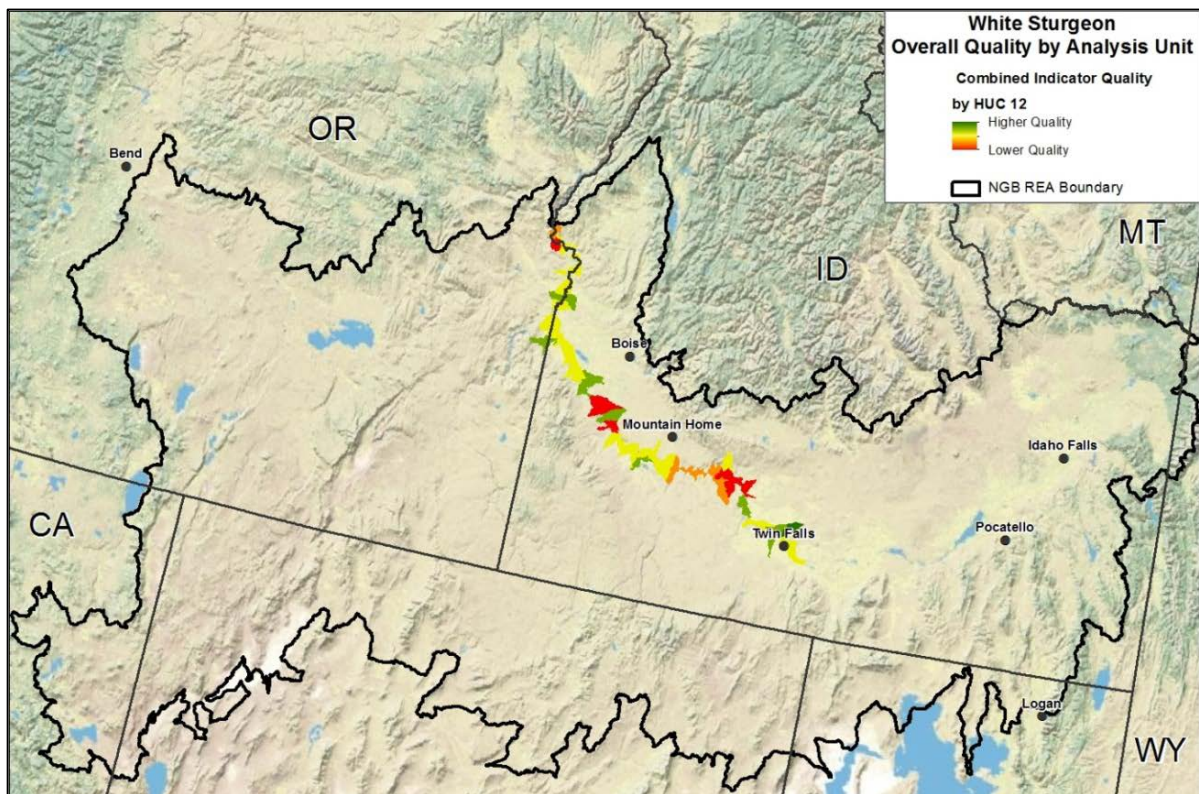 White Sturgeon
Overall Quality by Analysis Unit
Combined Indicator Quality
by HUC 12
Higher Quality
Lower Quality
NGB REA Boundary
OR
Bend
MT
ID
Boise
Mountain Home
Idaho Falls
CA
Twin Falls
Pocatello
Logan
WY